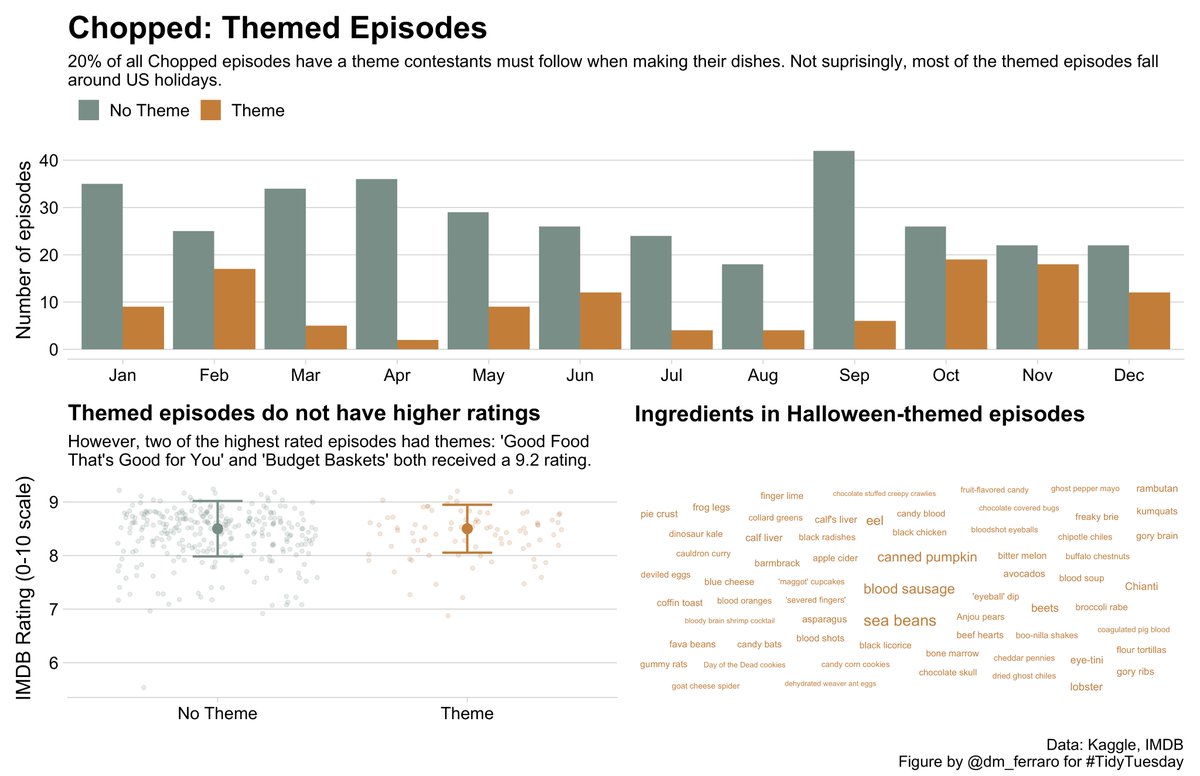 Chopped: Themed Episodes
20% of all Chopped episodes have a theme contestants must follow when making their dishes. Not suprisingly, most of the themed episodes fall
around US holidays.
No Theme Theme
Number of episodes
40
30
20
10
0
Jan Feb Mar Apr May Jun Jul Aug Sep Oct Nov Dec
Themed episodes do not have higher ratings
However, two of the highest rated episodes had themes: 'Good Food
That's Good for You' and 'Budget Baskets' both received a 9.2 rating.
IMDB Rating (0-10 scale)
9
8
7
6
No Theme Theme
Ingredients in Halloween-themed episodes
finger lime
chocolate stuffed creepy crawlies
fruit-flavored candy
ghost pepper mayo
rambutan
pie crust
frog legs
collard greens
calf's liver
eel
candy blood
chocolate covered bugs
freaky brie
kumquats
dinosaur kale
calf liver
black radishes
black chicken
bloodshot eyeballs
chipotle chiles
gory brain
cauldron curry
barmbrack
apple cider
canned pumpkin
bitter melon
buffalo chestnuts
deviled eggs
blue cheese
'maggot' cupcakes
blood sausage
avocados
blood soup
Chianti
coffin toast
blood oranges
'severed fingers'
'eyeball' dip
beets
broccoli rabe
bloody brain shrimp cocktail
asparagus
sea beans
Anjou pears
beef hearts
boo-nilla shakes
coagulated pig blood
fava beans
candy bats
blood shots
black licorice
bone marrow
cheddar pennies
eye-tini
flour tortillas
gummy rats
Day of the Dead cookies
candy corn cookies
chocolate skull
dried ghost chiles
gory ribs
goat cheese spider
dehydrated weaver ant eggs
lobster
Data: Kaggle, IMDB
Figure by @dm_ferraro for #TidyTuesday